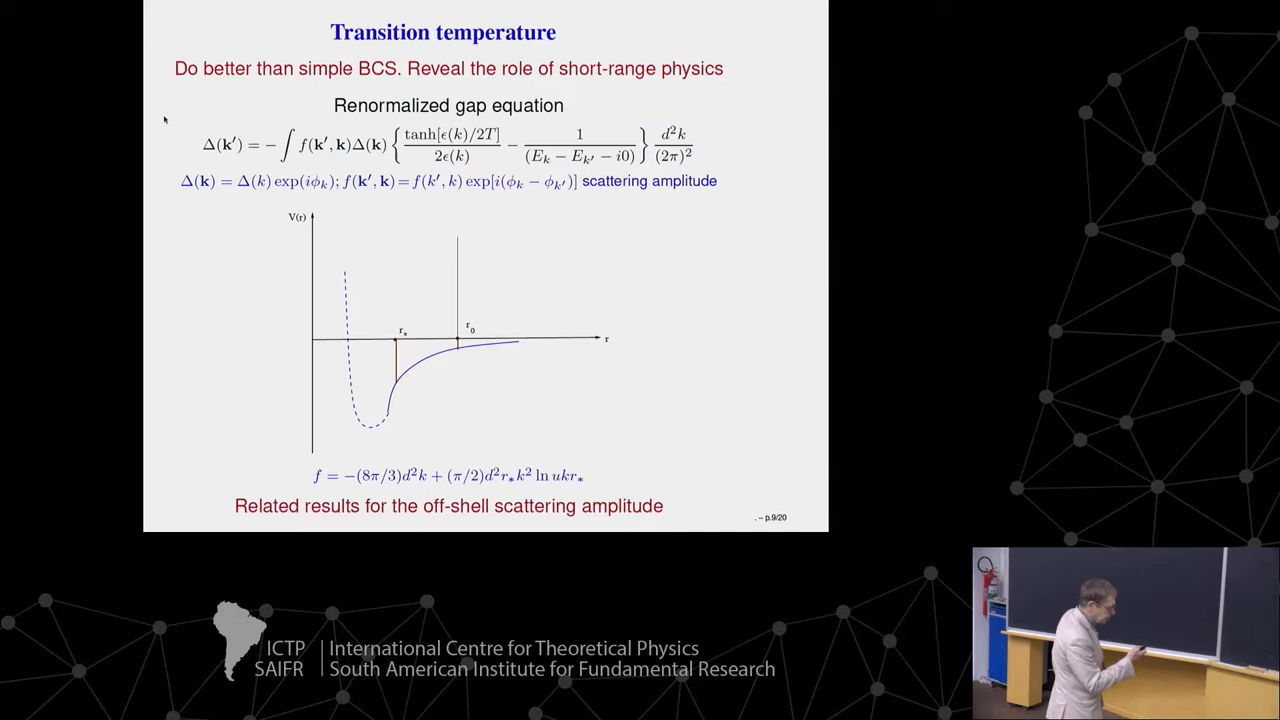 Transition temperature
Do better than simple BCS. Reveal the role of short-range physics
Renormalized gap equation
Δ(k′) = − ∫ f(k′, k)Δ(k) { tanh[ϵ(k)/2T] / 2ϵ(k) − 1 / (E_k − E_k′ − i0) } d²k / (2π)²
Δ(k) = Δ(k) exp(iϕ_k); f(k′, k) = f(k′, k) exp[i(ϕ_k − ϕ_k′)] scattering amplitude
V(r)
r_*
r_0
r
f = −(8π/3)d²k + (π/2)d²r_*k² ln ukr_*
Related results for the off-shell scattering amplitude
. – p.9/20
ICTP International Centre for Theoretical Physics
SAIFR South American Institute for Fundamental Research